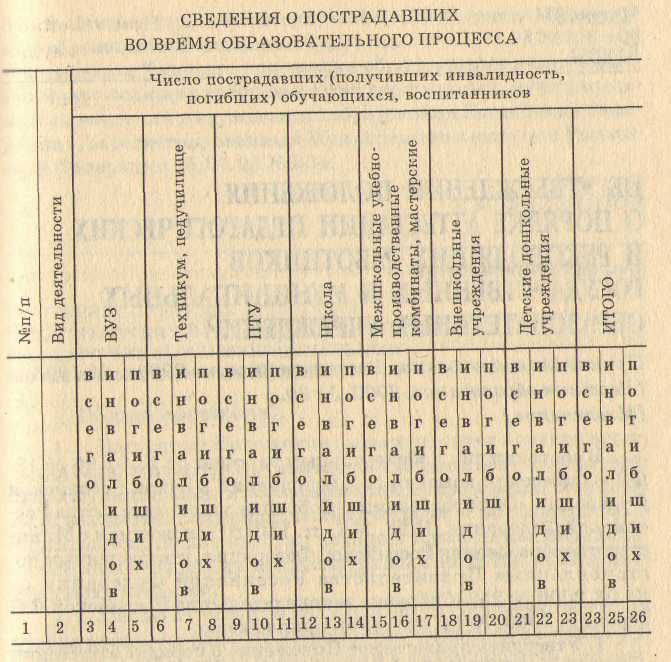 СВЕДЕНИЯ О ПОСТРАДАВШИХ
ВО ВРЕМЯ ОБРАЗОВАТЕЛЬНОГО ПРОЦЕССА
Число пострадавших (получивших инвалидность,
погибших) обучающихся, воспитанников
№п/п
Вид деятельности
ВУЗ
Техникум, педучилище
ПТУ
Школа
Межшкольные учебно-
производственные
комбинаты, мастерские
Внешкольные
учреждения
Детские дошкольные
учреждения
ИТОГО
всего инвалидов погибших всего инвалидов погибших всего инвалидов погибших всего инвалидов погибших всего инвалидов погибших всего инвалидов погибших всего инвалидов погибших всего инвалидов погибших
1 2 3 4 5 6 7 8 9 10 11 12 13 14 15 16 17 18 19 20 21 22 23 23 25 26